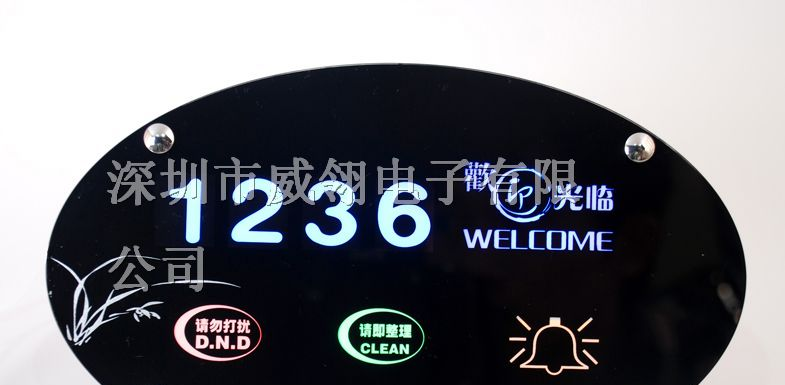 深圳市威翎电子有限
公司
1236
歡迎光临
WELCOME
请勿打扰
D.N.D
请即整理
CLEAN